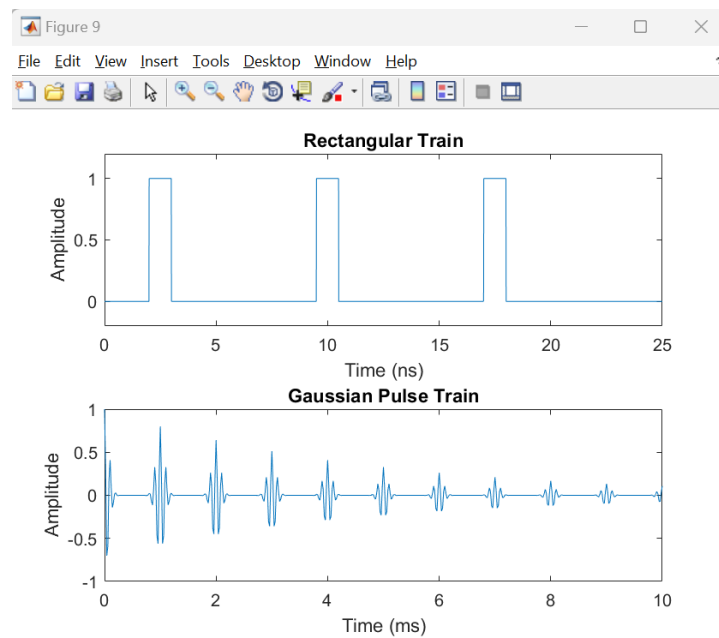 Figure 9
File Edit View Insert Tools Desktop Window Help
Rectangular Train
1
0.5
0
Amplitude
0 5 10 15 20 25
Time (ns)
Gaussian Pulse Train
1
0.5
0
-0.5
-1
Amplitude
0 2 4 6 8 10
Time (ms)